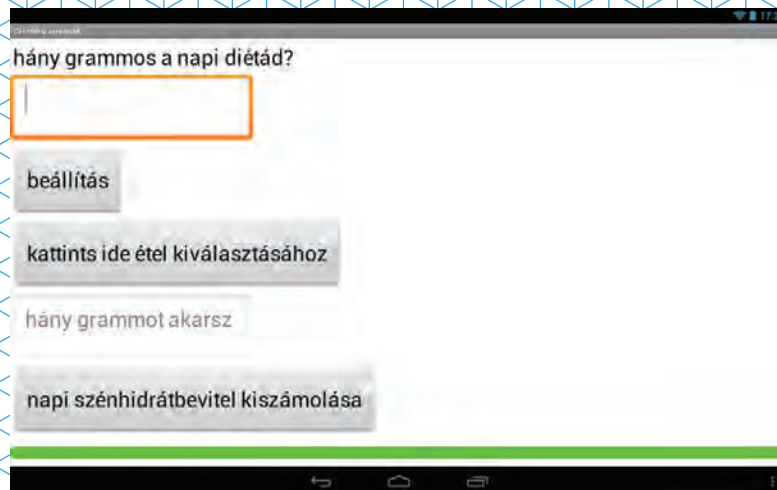 hány grammos a napi diétád?
beállítás
kattints ide étel kiválasztásához
hány grammot akarsz
napi szénhidrátbevitel kiszámolása